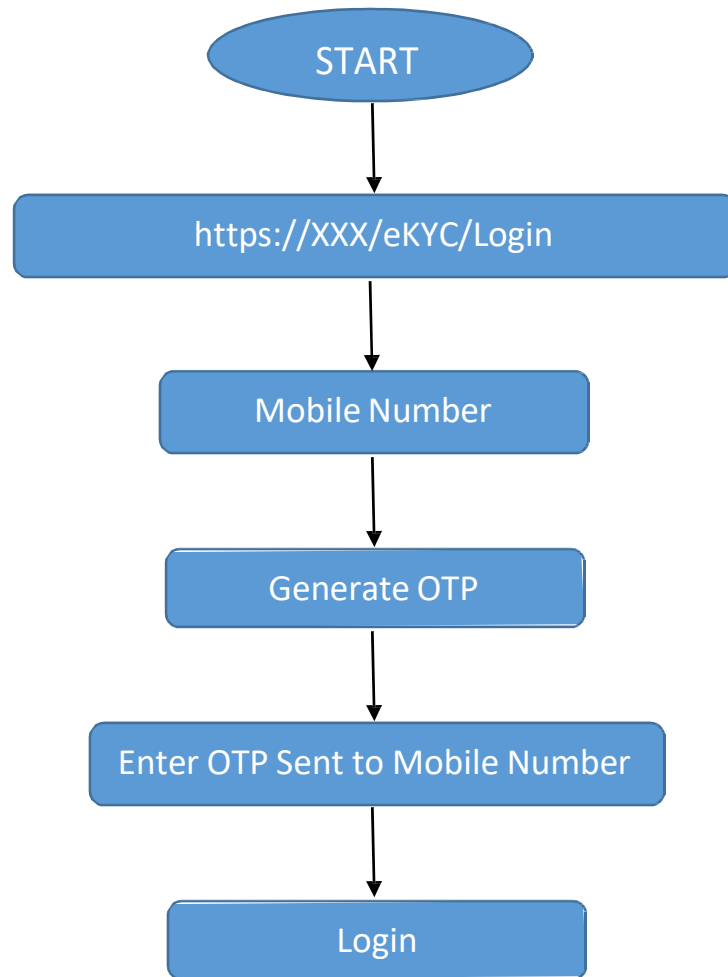 START
https://XXX/eKYC/Login
Mobile Number
Generate OTP
Enter OTP Sent to Mobile Number
Login